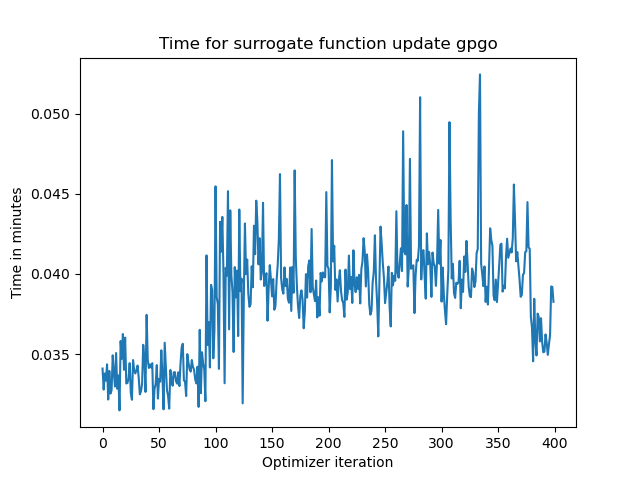 Time for surrogate function update gpgo
0.050
0.045
0.040
0.035
Time in minutes
0 50 100 150 200 250 300 350 400
Optimizer iteration